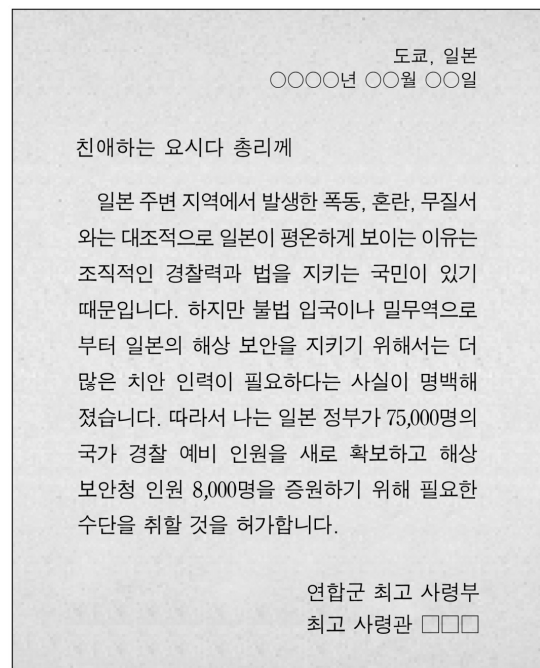 도쿄, 일본
○○○○년 ○○월 ○○일
친애하는 요시다 총리께
일본 주변 지역에서 발생한 폭동, 혼란, 무질서
와는 대조적으로 일본이 평온하게 보이는 이유는
조직적인 경찰력과 법을 지키는 국민이 있기
때문입니다. 하지만 불법 입국이나 밀무역으로
부터 일본의 해상 보안을 지키기 위해서는 더
많은 치안 인력이 필요하다는 사실이 명백해
졌습니다. 따라서 나는 일본 정부가 75,000명의
국가 경찰 예비 인원을 새로 확보하고 해상
보안청 인원 8,000명을 증원하기 위해 필요한
수단을 취할 것을 허가합니다.
연합군 최고 사령부
최고 사령관 □□□